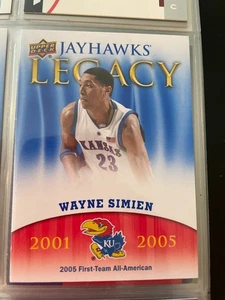 UPPER DECK
JAYHAWKS
LEGACY
KANSAS
23
WAYNE SIMIEN
2001 KU 2005
2005 First-Team All-American
C